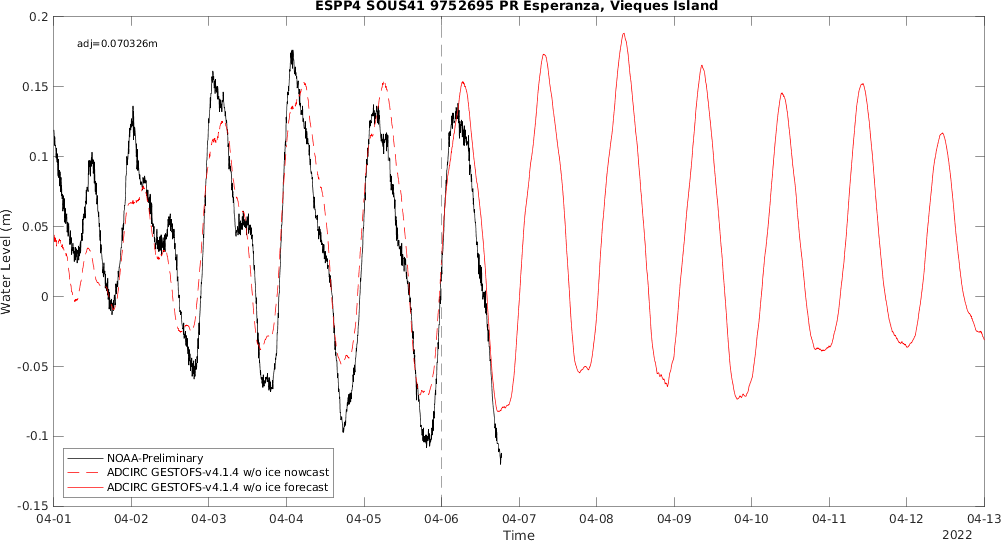 ESPP4 SOUS41 9752695 PR Esperanza, Vieques Island
adj=0.070326m
0.2
0.15
0.1
0.05
0
-0.05
-0.1
-0.15
Water Level (m)
NOAA-Preliminary
ADCIRC GESTOFS-v4.1.4 w/o ice nowcast
ADCIRC GESTOFS-v4.1.4 w/o ice forecast
04-01 04-02 04-03 04-04 04-05 04-06 04-07 04-08 04-09 04-10 04-11 04-12 04-13
Time
2022